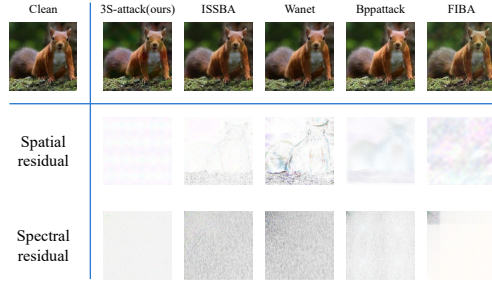 Clean 3S-attack(ours) ISSBA Wanet Bppattack FIBA
Spatial
residual
Spectral
residual